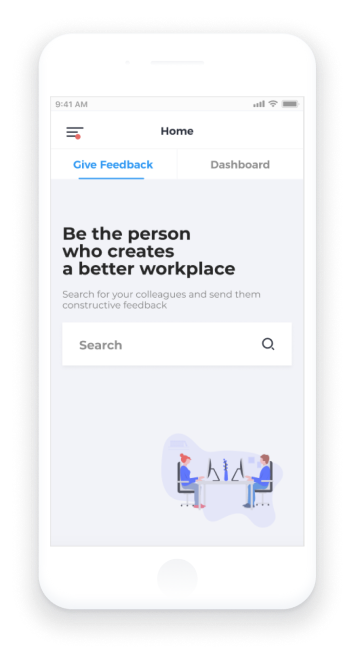 9:41 AM
Home
Give Feedback
Dashboard
Be the person
who creates
a better workplace
Search for your colleagues and send them
constructive feedback
Search